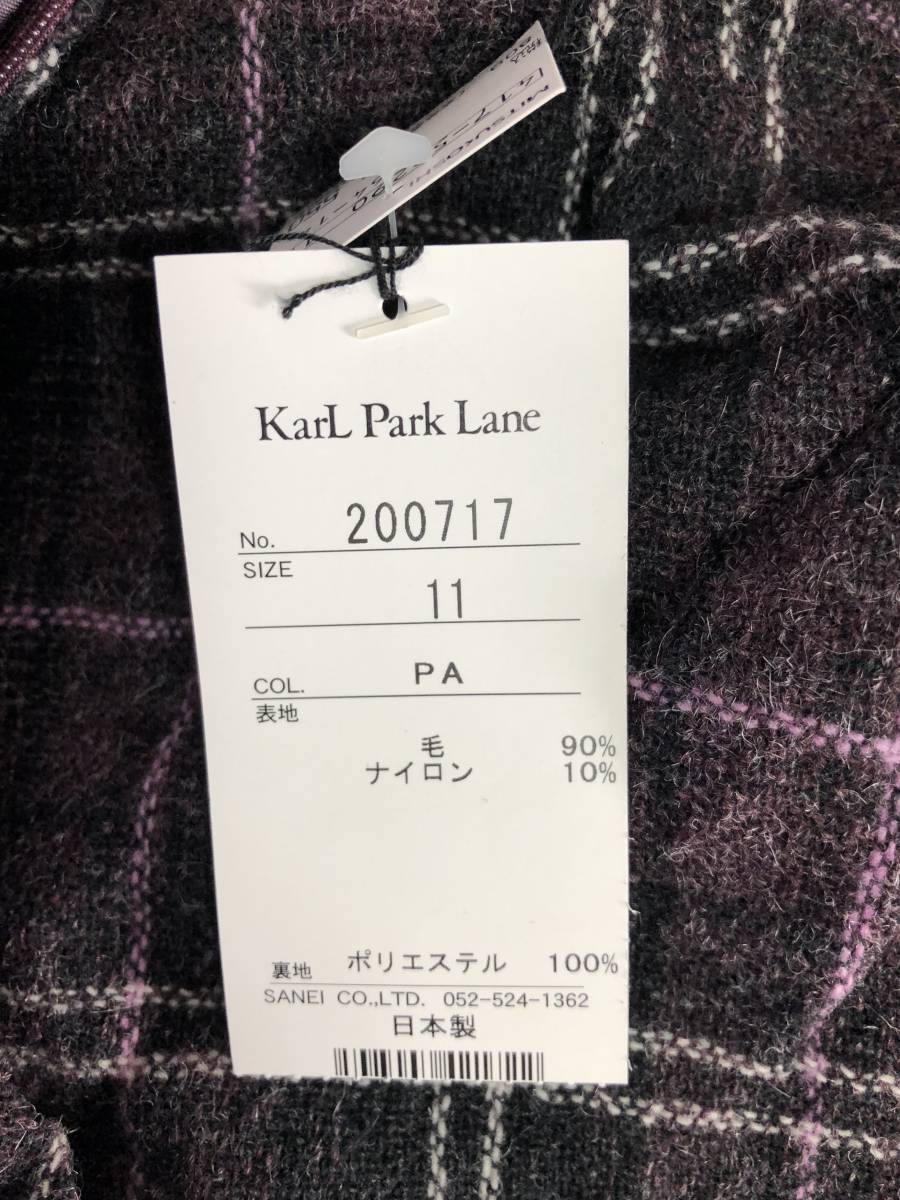 MITSUKOSHI
KarL Park Lane
No. 200717
SIZE
11
COL. PA
表地
毛 90%
ナイロン 10%
裏地 ポリエステル 100%
SANEI CO.,LTD. 052-524-1362
日本製